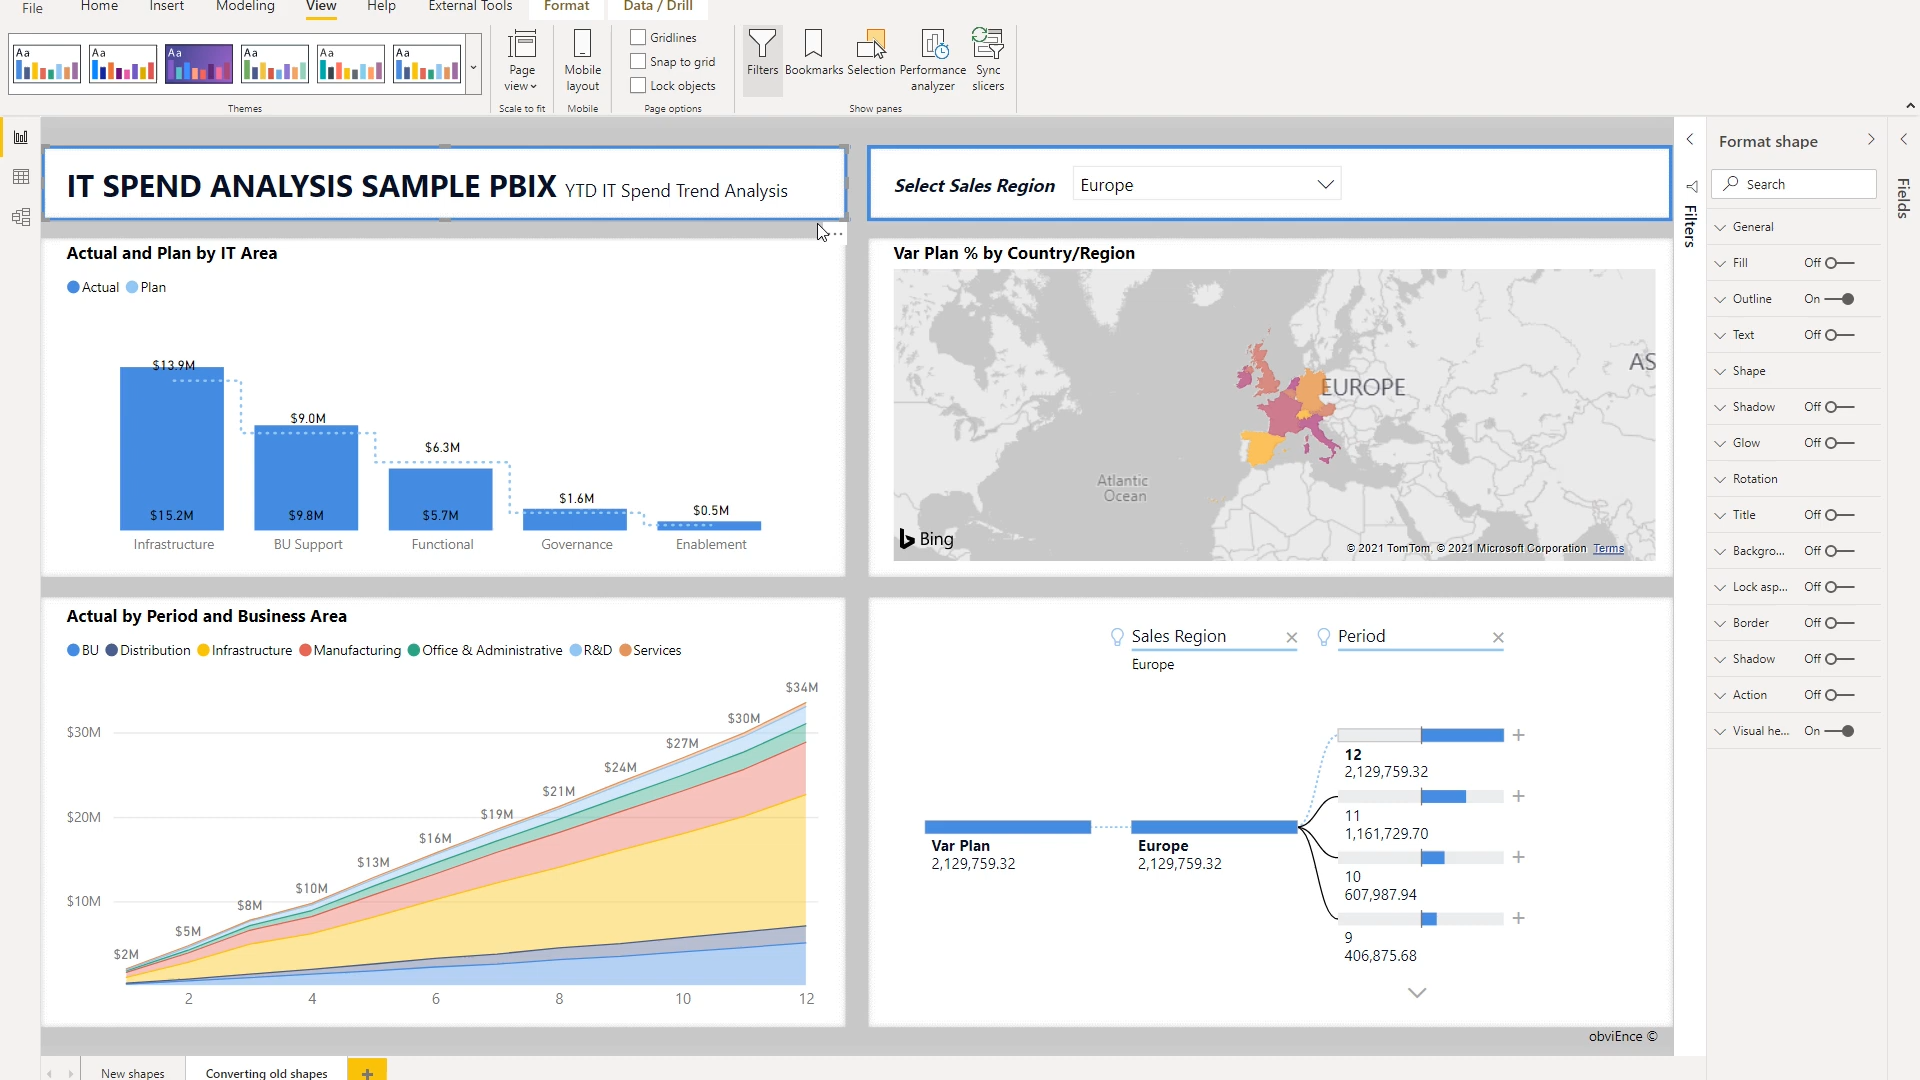 File Home Insert Modeling View Help External Tools Format Data / Drill
Aa Aa Aa Aa Aa Aa
Page view
Mobile layout
Gridlines
Snap to grid
Lock objects
Filters Bookmarks Selection Performance analyzer Sync slicers
Themes Scale to fit Mobile Page options Show panes
IT SPEND ANALYSIS SAMPLE PBIX YTD IT Spend Trend Analysis
Select Sales Region Europe
Actual and Plan by IT Area
Actual Plan
$13.9M
$9.0M
$6.3M
$1.6M
$0.5M
$15.2M $9.8M $5.7M
Infrastructure BU Support Functional Governance Enablement
Var Plan % by Country/Region
AS
EUROPE
Atlantic
Ocean
Bing
© 2021 TomTom, © 2021 Microsoft Corporation Terms
Actual by Period and Business Area
BU Distribution Infrastructure Manufacturing Office & Administrative R&D Services
$34M
$30M
$27M
$24M
$21M
$19M
$16M
$13M
$10M
$8M
$5M
$2M
$30M
$20M
$10M
2 4 6 8 10 12
Sales Region Period
Europe
Var Plan
2,129,759.32
Europe
2,129,759.32
12
2,129,759.32
11
1,161,729.70
10
607,987.94
9
406,875.68
obviEnce ©
Filters
Format shape
Search
General
Fill Off
Outline On
Text Off
Shape
Shadow Off
Glow Off
Rotation
Title Off
Backgro... Off
Lock asp... Off
Border Off
Shadow Off
Action Off
Visual he... On
Fields
New shapes Converting old shapes